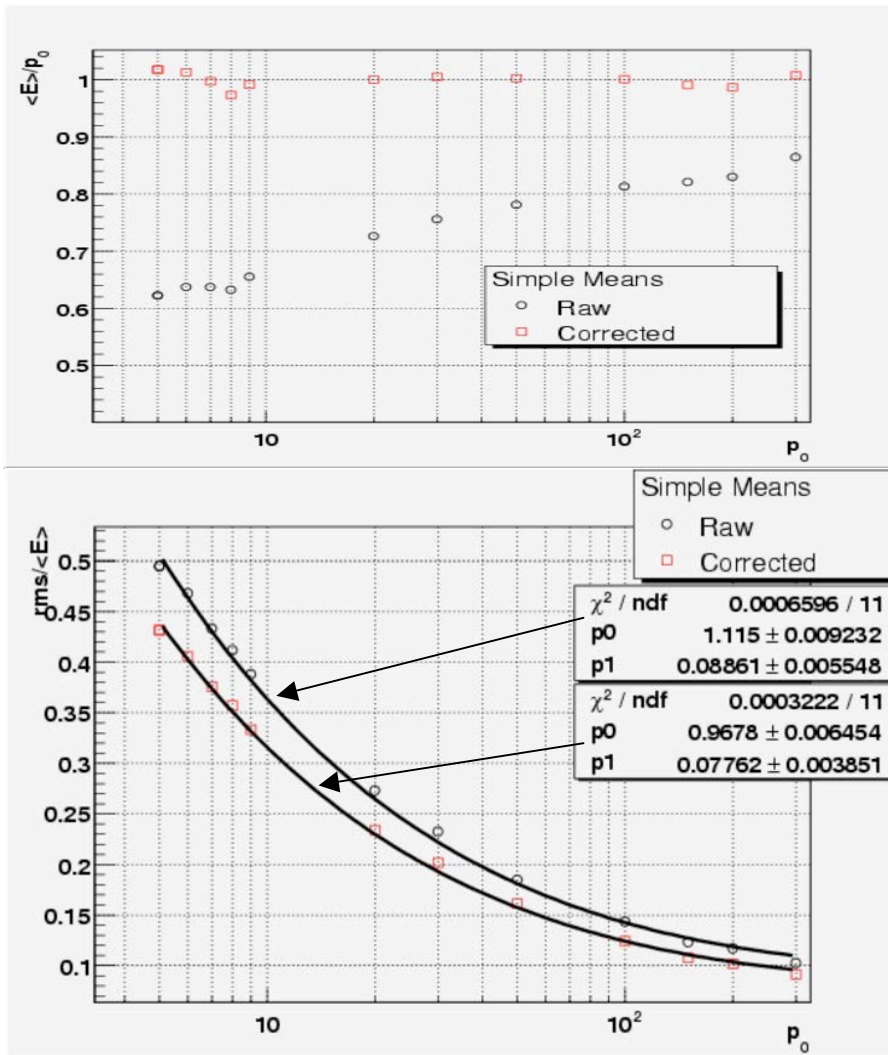 <E>/p₀
1
0.9
0.8
0.7
0.6
0.5
Simple Means
Raw
Corrected
10
10²
p₀
Simple Means
Raw
Corrected
rms/<E>
0.5
0.45
0.4
0.35
0.3
0.25
0.2
0.15
0.1
χ² / ndf 0.0006596 / 11
p0 1.115 ± 0.009232
p1 0.08861 ± 0.005548
χ² / ndf 0.0003222 / 11
p0 0.9678 ± 0.006454
p1 0.07762 ± 0.003851
10
10²
p₀